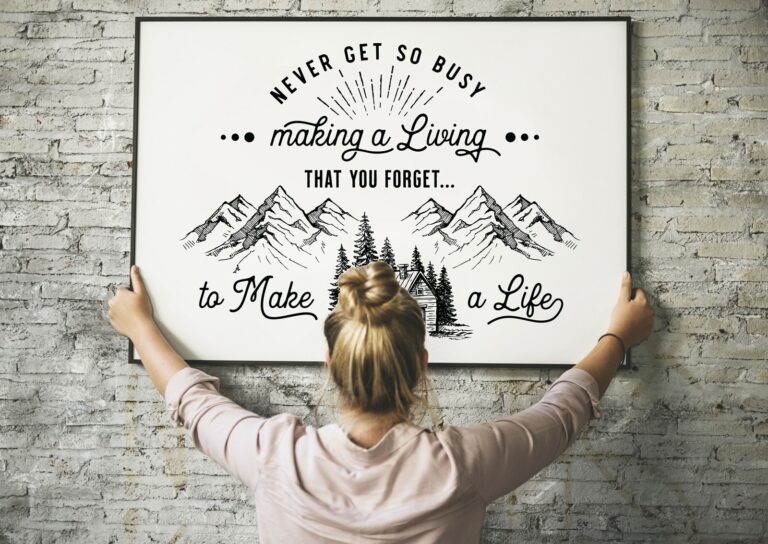 NEVER GET SO BUSY
making a Living
THAT YOU FORGET...
to Make a Life